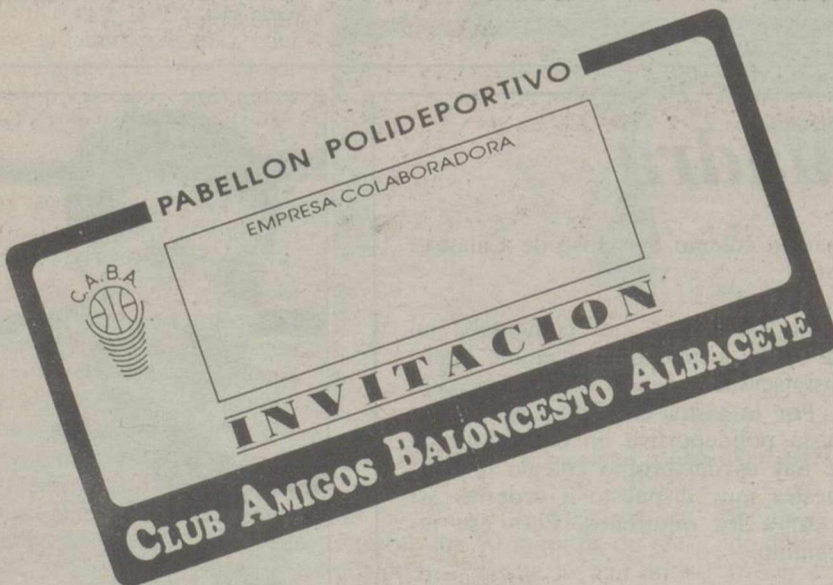 PABELLON POLIDEPORTIVO
EMPRESA COLABORADORA
C.A.B.A.
INVITACION
CLUB AMIGOS BALONCESTO ALBACETE